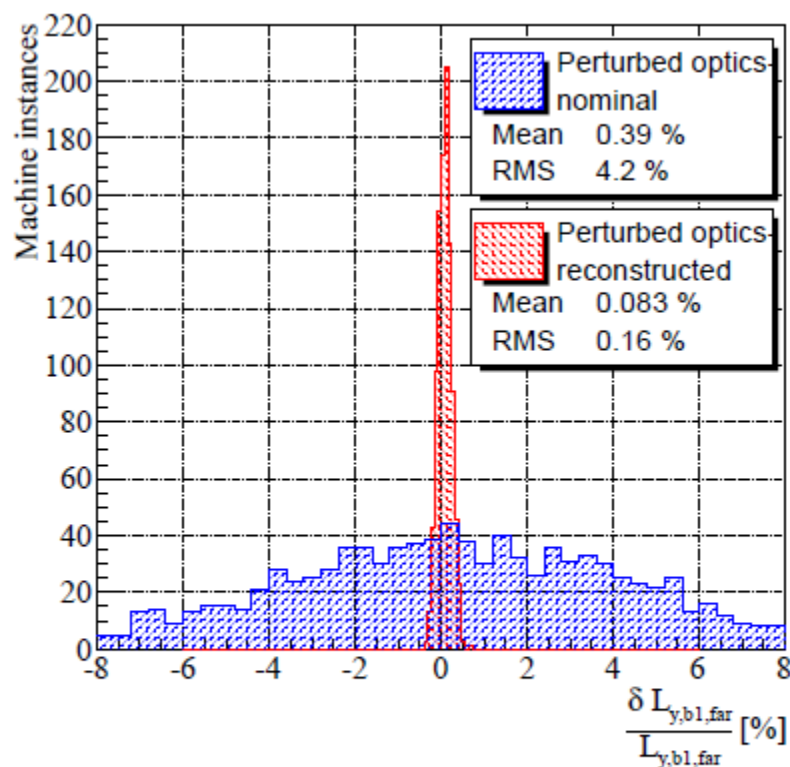 Machine instances
220
200
180
160
140
120
100
80
60
40
20
0
Perturbed optics-
nominal
Mean 0.39 %
RMS 4.2 %
Perturbed optics-
reconstructed
Mean 0.083 %
RMS 0.16 %
-8 -6 -4 -2 0 2 4 6 8
δ L y,b1,far
L y,b1,far
[%]